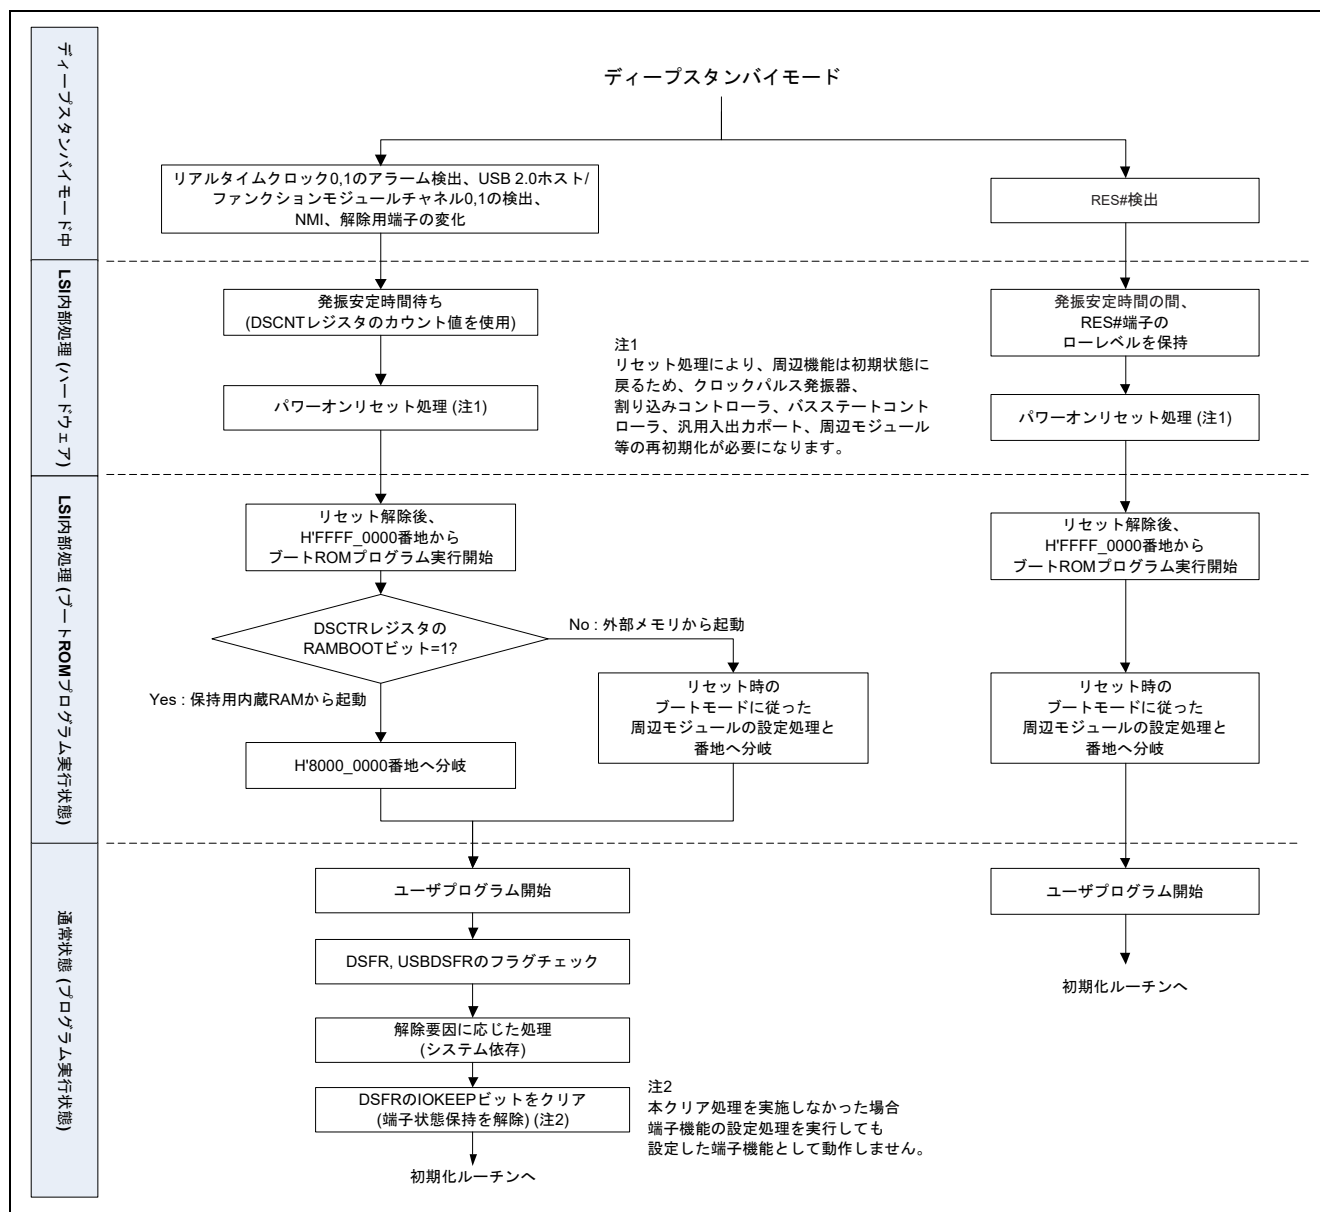 ディープスタンバイモード中
ディープスタンバイモード
リアルタイムクロック0,1のアラーム検出、USB 2.0ホスト/
ファンクションモジュールチャネル0,1の検出、
NMI、解除用端子の変化
RES#検出
LSI内部処理 (ハードウェア)
発振安定時間待ち
(DSCNTレジスタのカウント値を使用)
発振安定時間の間、
RES#端子の
ローレベルを保持
注1
リセット処理により、周辺機能は初期状態に
戻るため、クロックパルス発振器、
割り込みコントローラ、バスステートコント
ローラ、汎用入出力ポート、周辺モジュール
等の再初期化が必要になります。
パワーオンリセット処理 (注1)
パワーオンリセット処理 (注1)
LSI内部処理 (ブートROMプログラム実行状態)
リセット解除後、
H'FFFF_0000番地から
ブートROMプログラム実行開始
リセット解除後、
H'FFFF_0000番地から
ブートROMプログラム実行開始
DSCTRレジスタの
RAMBOOTビット=1?
No : 外部メモリから起動
Yes : 保持用内蔵RAMから起動
リセット時の
ブートモードに従った
周辺モジュールの設定処理と
番地へ分岐
リセット時の
ブートモードに従った
周辺モジュールの設定処理と
番地へ分岐
H'8000_0000番地へ分岐
通常状態 (プログラム実行状態)
ユーザプログラム開始
ユーザプログラム開始
DSFR, USBDSFRのフラグチェック
初期化ルーチンへ
解除要因に応じた処理
(システム依存)
DSFRのIOKEEPビットをクリア
(端子状態保持を解除) (注2)
注2
本クリア処理を実施しなかった場合
端子機能の設定処理を実行しても
設定した端子機能として動作しません。
初期化ルーチンへ